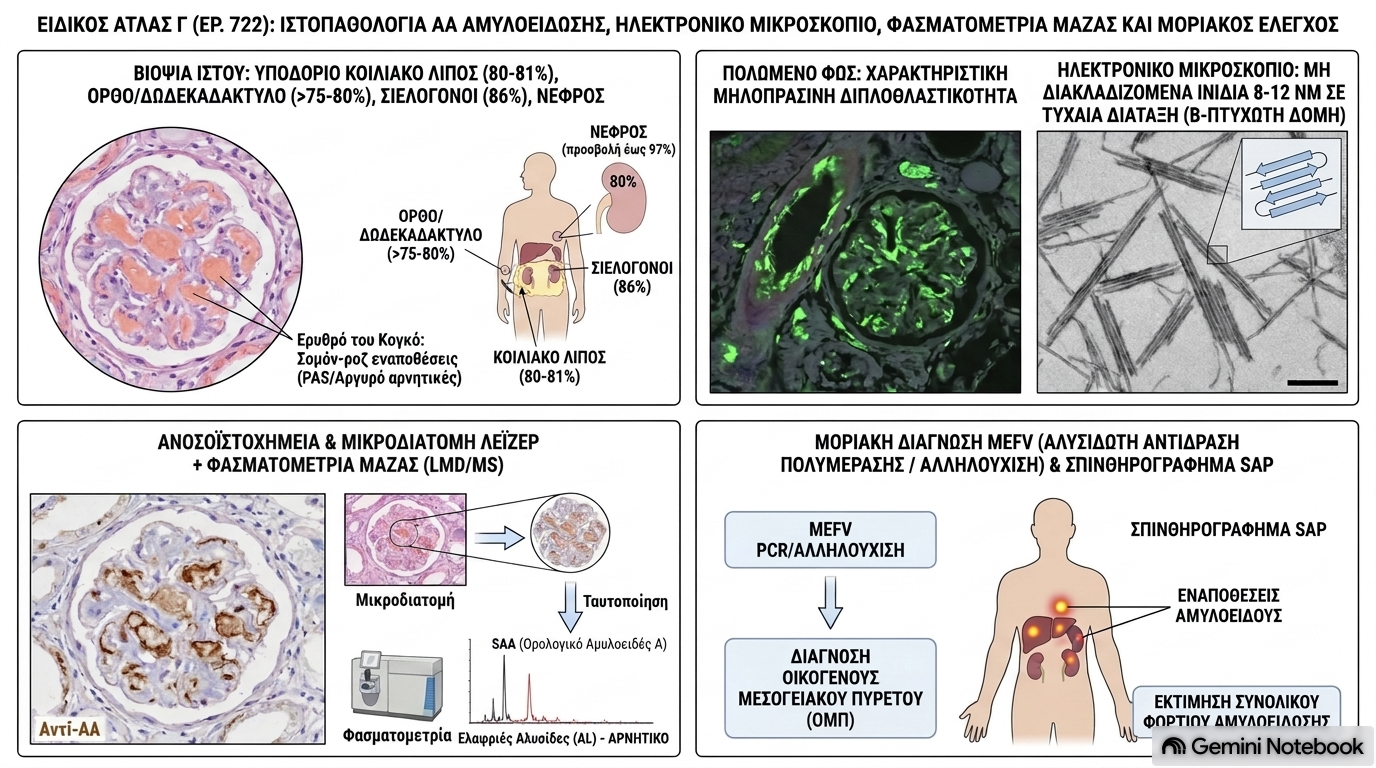 ΕΙΔΙΚΟΣ ΑΤΛΑΣ Γ (ΕΡ. 722): ΙΣΤΟΠΑΘΟΛΟΓΙΑ ΑΑ ΑΜΥΛΟΕΙΔΩΣΗΣ, ΗΛΕΚΤΡΟΝΙΚΟ ΜΙΚΡΟΣΚΟΠΙΟ, ΦΑΣΜΑΤΟΜΕΤΡΙΑ ΜΑΖΑΣ ΚΑΙ ΜΟΡΙΑΚΟΣ ΕΛΕΓΧΟΣ
ΒΙΟΨΙΑ ΙΣΤΟΥ: ΥΠΟΔΟΡΙΟ ΚΟΙΛΙΑΚΟ ΛΙΠΟΣ (80-81%),
ΟΡΘΟ/ΔΩΔΕΚΑΔΑΚΤΥΛΟ (>75-80%), ΣΙΕΛΟΓΟΝΟΙ (86%), ΝΕΦΡΟΣ
ΝΕΦΡΟΣ
(προσβολή έως 97%)
80%
ΟΡΘΟ/
ΔΩΔΕΚΑΔΑΚΤΥΛΟ
(>75-80%)
ΣΙΕΛΟΓΟΝΟΙ
(86%)
Ερυθρό του Κογκό:
Σομόν-ροζ εναποθέσεις
(PAS/Αργυρό αρνητικές)
ΚΟΙΛΙΑΚΟ ΛΙΠΟΣ
(80-81%)
ΠΟΛΩΜΕΝΟ ΦΩΣ: ΧΑΡΑΚΤΗΡΙΣΤΙΚΗ
ΜΗΛΟΠΡΑΣΙΝΗ ΔΙΠΛΟΘΛΑΣΤΙΚΟΤΗΤΑ
ΗΛΕΚΤΡΟΝΙΚΟ ΜΙΚΡΟΣΚΟΠΙΟ: ΜΗ
ΔΙΑΚΛΑΔΙΖΟΜΕΝΑ ΙΝΙΔΙΑ 8-12 ΝΜ ΣΕ
ΤΥΧΑΙΑ ΔΙΑΤΑΞΗ (Β-ΠΤΥΧΩΤΗ ΔΟΜΗ)
ΑΝΟΣΟΪΣΤΟΧΗΜΕΙΑ & ΜΙΚΡΟΔΙΑΤΟΜΗ ΛΕΪΖΕΡ
+ ΦΑΣΜΑΤΟΜΕΤΡΙΑ ΜΑΖΑΣ (LMD/MS)
Αντί-ΑΑ
Μικροδιατομή
Ταυτοποίηση
SAA (Ορολογικό Αμυλοειδές Α)
Φασματομετρία
Ελαφριές Αλυσίδες (AL) - ΑΡΝΗΤΙΚΟ
ΜΟΡΙΑΚΗ ΔΙΑΓΝΩΣΗ MEFV (ΑΛΥΣΙΔΩΤΗ ΑΝΤΙΔΡΑΣΗ
ΠΟΛΥΜΕΡΑΣΗΣ / ΑΛΛΗΛΟΥΧΙΣΗ) & ΣΠΙΝΘΗΡΟΓΡΑΦΗΜΑ SAP
MEFV
PCR/ΑΛΛΗΛΟΥΧΙΣΗ
ΔΙΑΓΝΩΣΗ
ΟΙΚΟΓΕΝΟΥΣ
ΜΕΣΟΓΕΙΑΚΟΥ ΠΥΡΕΤΟΥ
(ΟΜΠ)
ΣΠΙΝΘΗΡΟΓΡΑΦΗΜΑ SAP
ΕΝΑΠΟΘΕΣΕΙΣ
ΑΜΥΛΟΕΙΔΟΥΣ
ΕΚΤΙΜΗΣΗ ΣΥΝΟΛΙΚΟΥ
ΦΟΡΤΙΟΥ ΑΜΥΛΟΕΙΔΩΣΗΣ
Gemini Notebook